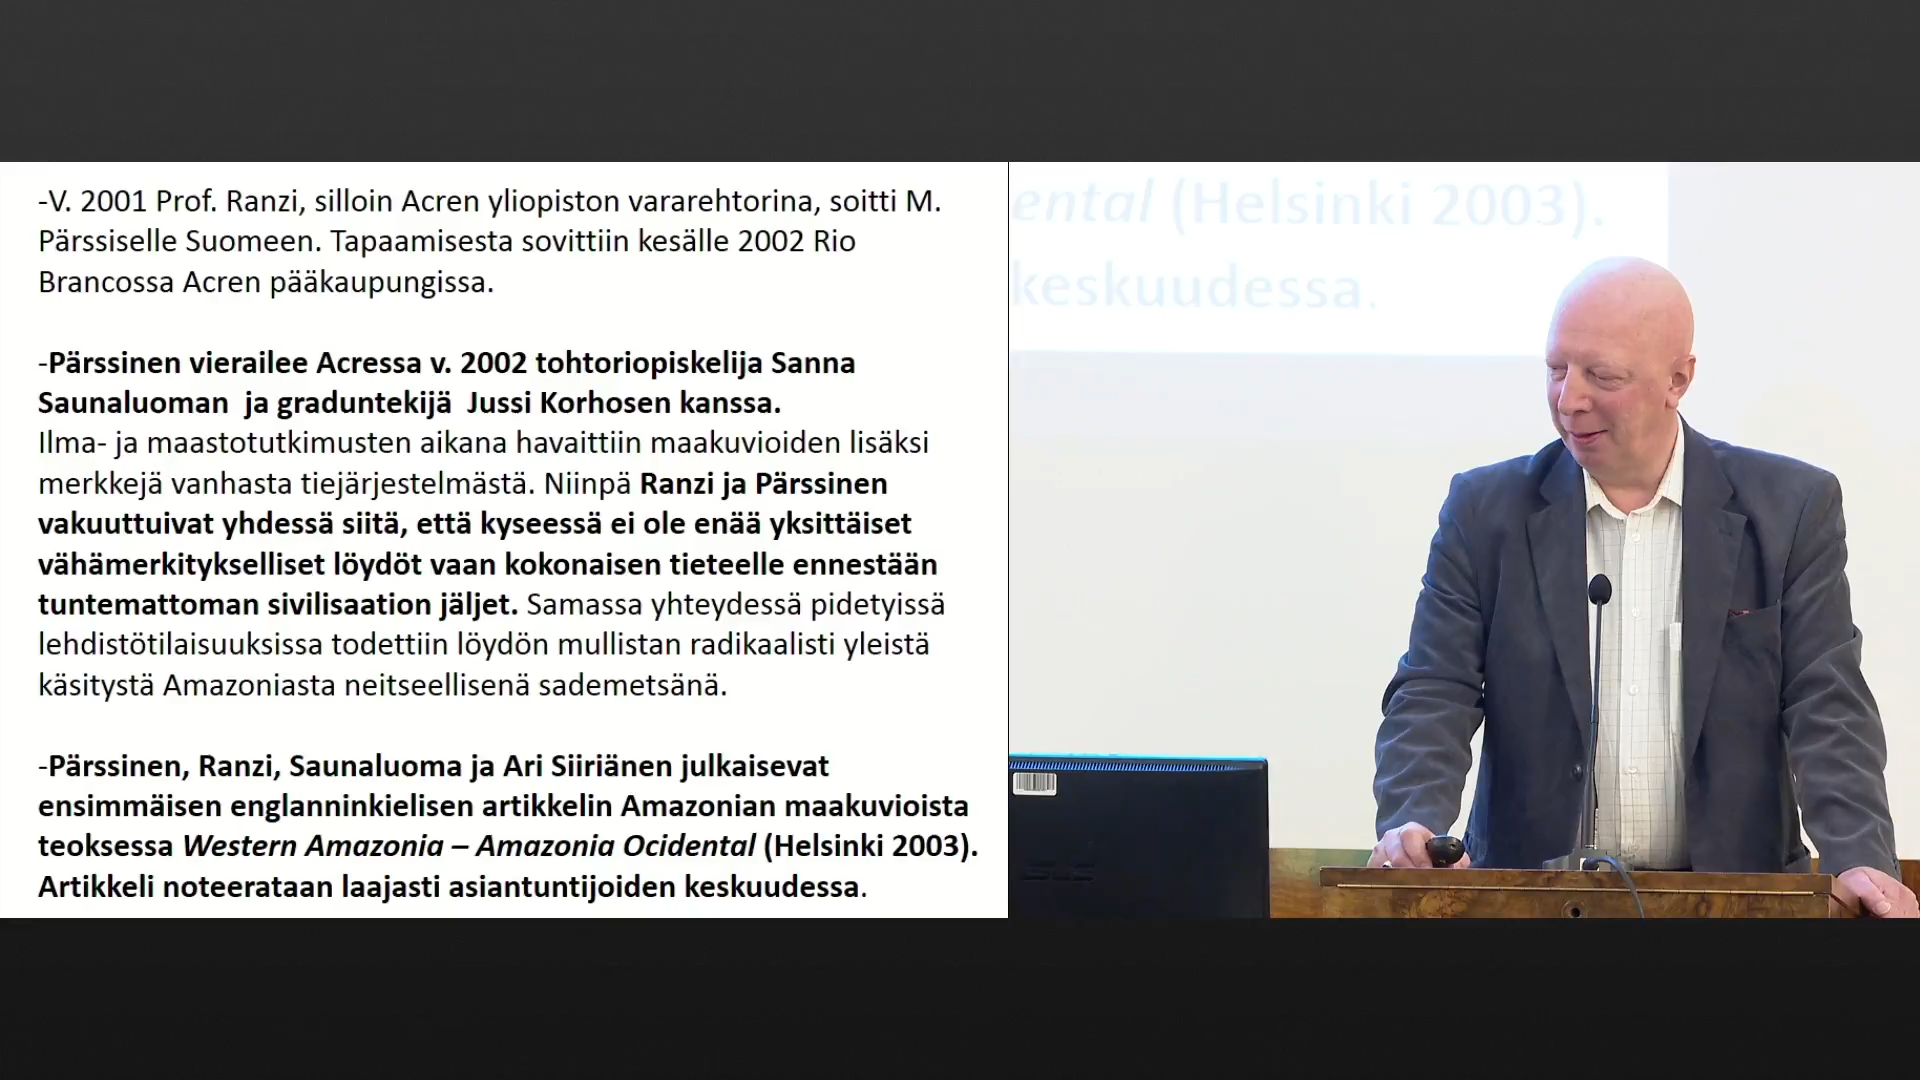 -V. 2001 Prof. Ranzi, silloin Acren yliopiston vararehtorina, soitti M.
Pärssiselle Suomeen. Tapaamisesta sovittiin kesälle 2002 Rio
Brancossa Acren pääkaupungissa.
-Pärssinen vierailee Acressa v. 2002 tohtoriopiskelija Sanna
Saunaluoman ja graduntekijä Jussi Korhosen kanssa.
Ilma- ja maastotutkimusten aikana havaittiin maakuvioiden lisäksi
merkkejä vanhasta tiejärjestelmästä. Niinpä Ranzi ja Pärssinen
vakuuttuivat yhdessä siitä, että kyseessä ei ole enää yksittäiset
vähämerkitykselliset löydöt vaan kokonaisen tieteelle ennestään
tuntemattoman sivilisaation jäljet. Samassa yhteydessä pidetyissä
lehdistötilaisuuksissa todettiin löydön mullistan radikaalisti yleistä
käsitystä Amazoniasta neitseellisenä sademetsänä.
-Pärssinen, Ranzi, Saunaluoma ja Ari Siiriänen julkaisevat
ensimmäisen englanninkielisen artikkelin Amazonian maakuvioista
teoksessa Western Amazonia – Amazonia Ocidental (Helsinki 2003).
Artikkeli noteerataan laajasti asiantuntijoiden keskuudessa.
ental (Helsinki 2003).
keskuudessa.